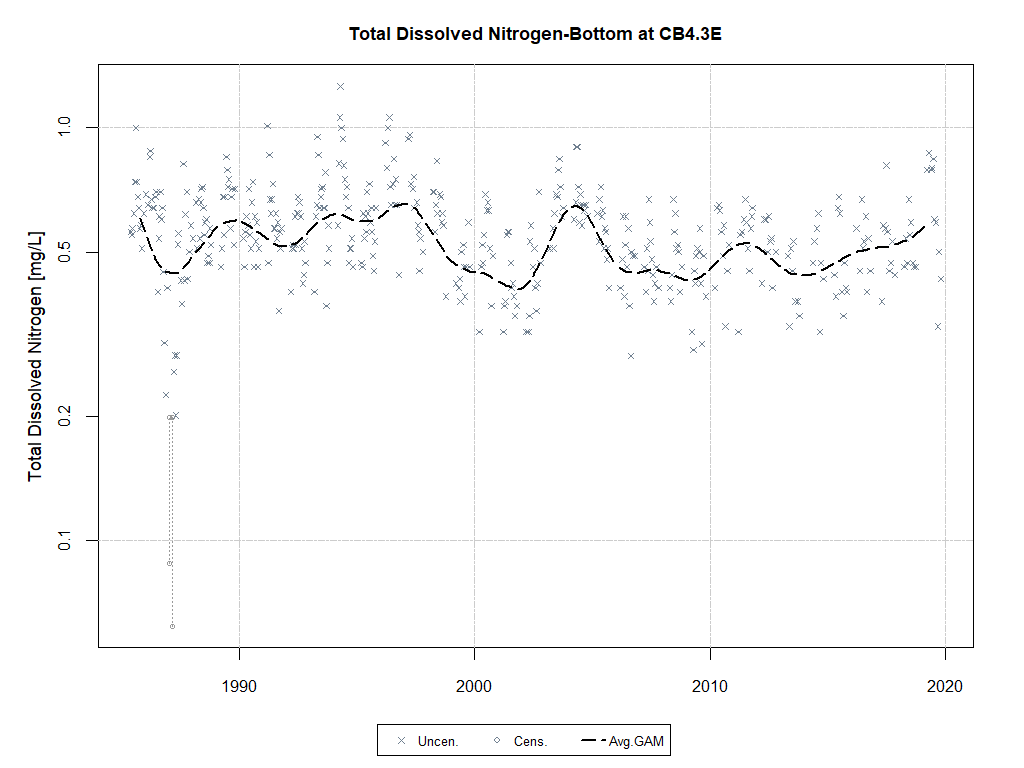 Total Dissolved Nitrogen-Bottom at CB4.3E
Total Dissolved Nitrogen [mg/L]
1.0
0.5
0.2
0.1
1990 2000 2010 2020
Uncen. Cens. Avg.GAM